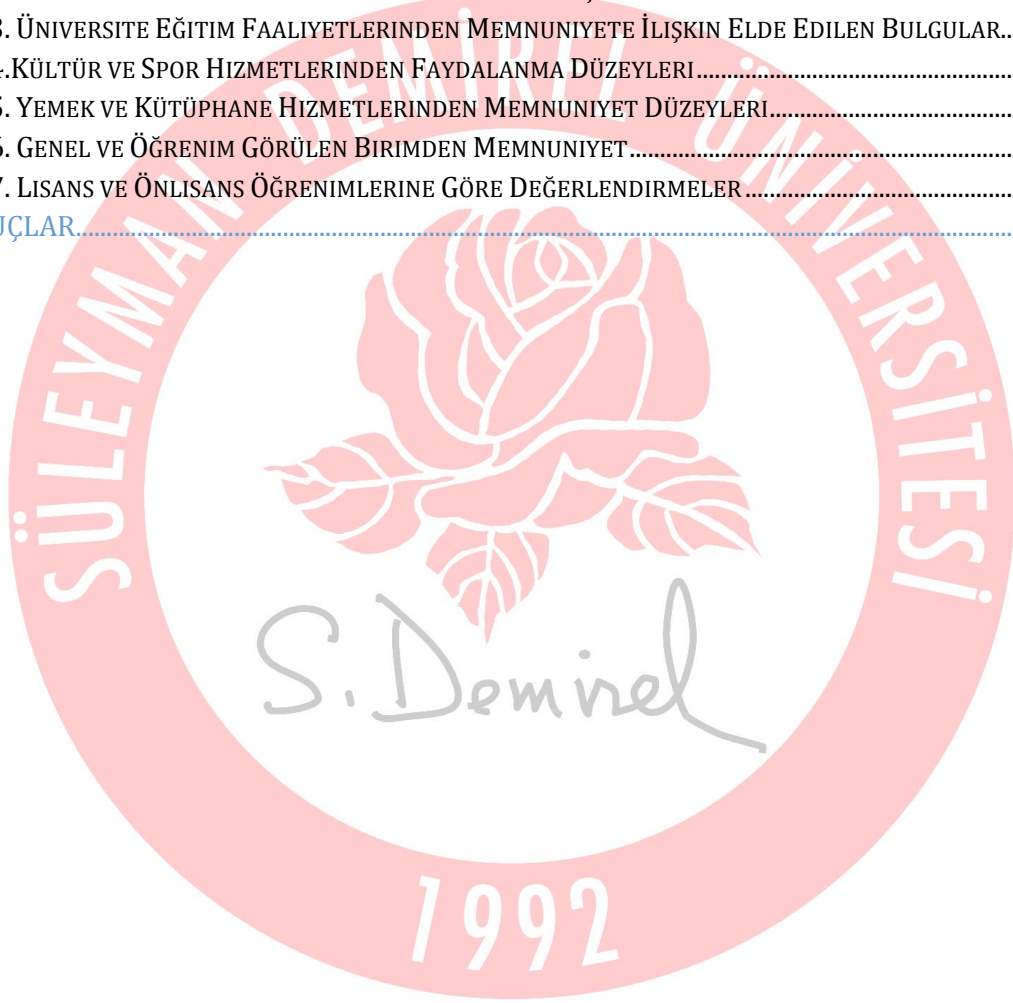 3. ÜNIVERSITE EĞITIM FAALIYETLERINDEN MEMNUNIYETE İLIŞKIN ELDE EDILEN BULGULAR..
.KÜLTÜR VE SPOR HIZMETLERINDEN FAYDALANMA DÜZEYLERI
5. YEMEK VE KÜTÜPHANE HIZMETLERINDEN MEMNUNIYET DÜZEYLERI
6. GENEL VE ÖĞRENIM GÖRÜLEN BIRIMDEN MEMNUNIYET
7. LISANS VE ÖNLISANS ÖĞRENIMLERINE GÖRE DEĞERLENDIRMELER
UÇLAR
SÜLEYMAN DEMİREL ÜNİVERSİTESİ
S. Demirel
1992